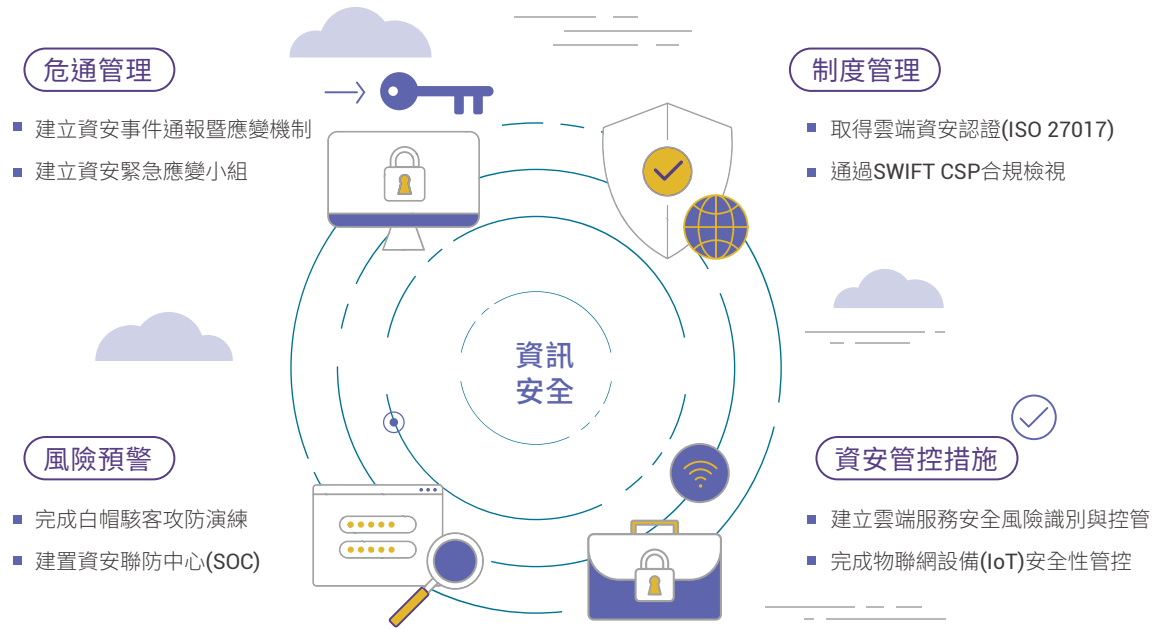 危通管理
建立資安事件通報暨應變機制
建立資安緊急應變小組
制度管理
取得雲端資安認證(ISO 27017)
通過SWIFT CSP合規檢視
資訊
安全
風險預警
完成白帽駭客攻防演練
建置資安聯防中心(SOC)
資安管控措施
建立雲端服務安全風險識別與控管
完成物聯網設備(IoT)安全性管控